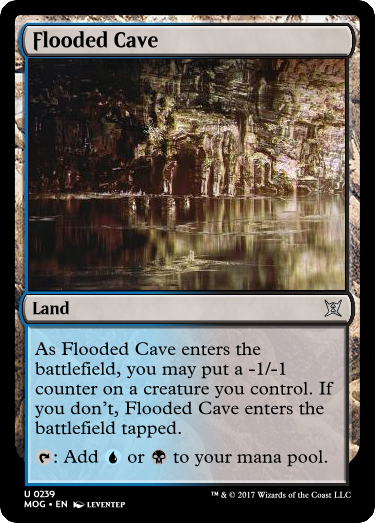 Flooded Cave
Land
As Flooded Cave enters the
battlefield, you may put a -1/-1
counter on a creature you control. If
you don't, Flooded Cave enters the
battlefield tapped.
: Add or to your mana pool.
U 0239
MOG • EN LEVENTEP
™ & © 2017 Wizards of the Coast LLC